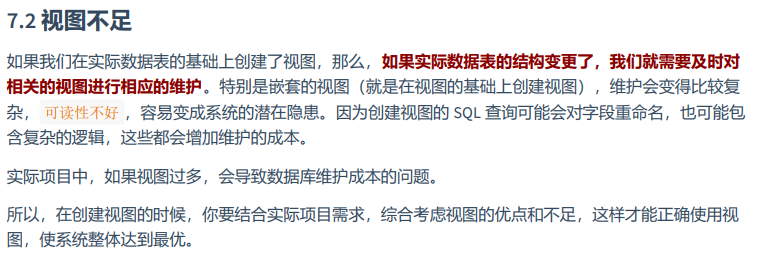 7.2 视图不足
如果我们在实际数据表的基础上创建了视图，那么，如果实际数据表的结构变更了，我们就需要及时对
相关的视图进行相应的维护。特别是嵌套的视图（就是在视图的基础上创建视图），维护会变得比较复
杂， 可读性不好 ，容易变成系统的潜在隐患。因为创建视图的 SQL 查询可能会对字段重命名，也可能包
含复杂的逻辑，这些都会增加维护的成本。
实际项目中，如果视图过多，会导致数据库维护成本的问题。
所以，在创建视图的时候，你要结合实际项目需求，综合考虑视图的优点和不足，这样才能正确使用视
图，使系统整体达到最优。